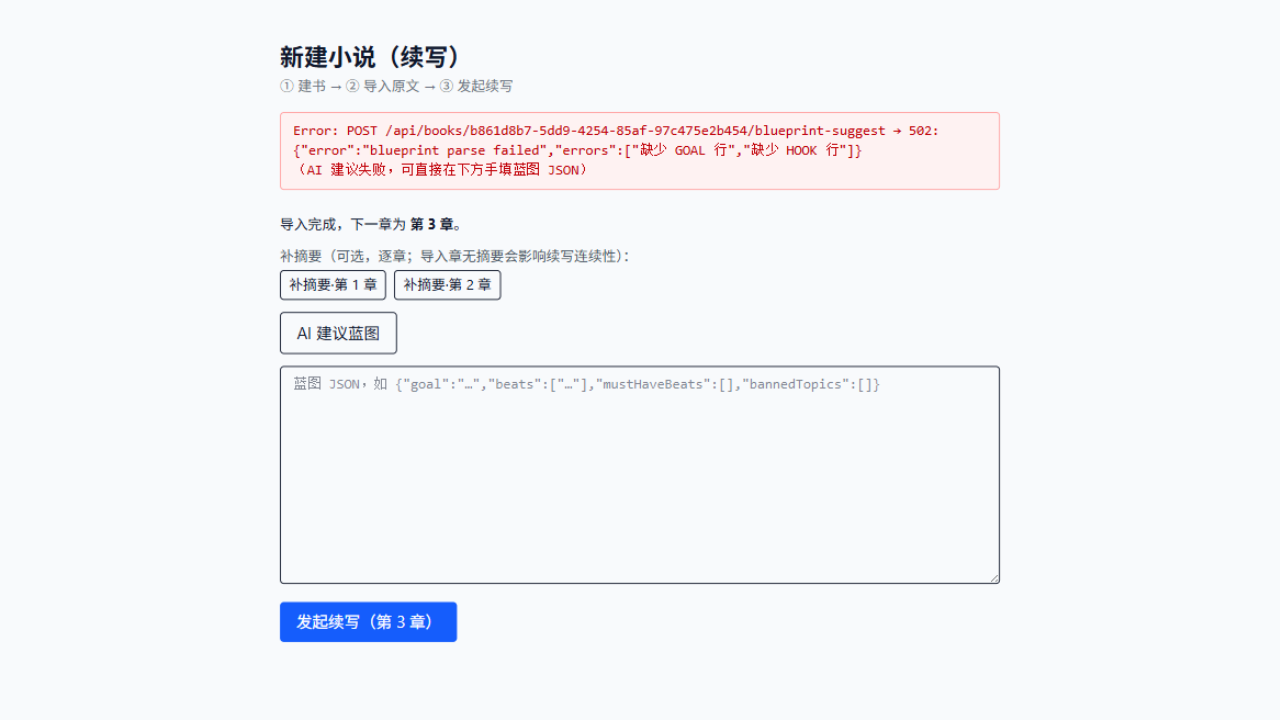 新建小说（续写）
① 建书 → ② 导入原文 → ③ 发起续写
Error: POST /api/books/b861d8b7-5dd9-4254-85af-97c475e2b454/blueprint-suggest → 502:
{"error":"blueprint parse failed","errors":["缺少 GOAL 行","缺少 HOOK 行"]}
（AI 建议失败，可直接在下方手填蓝图 JSON）
导入完成，下一章为 第 3 章。
补摘要（可选，逐章；导入章无摘要会影响续写连续性）：
补摘要·第 1 章 补摘要·第 2 章
AI 建议蓝图
蓝图 JSON，如 {"goal":"…","beats":["…"],"mustHaveBeats":[],"bannedTopics":[]}
发起续写（第 3 章）